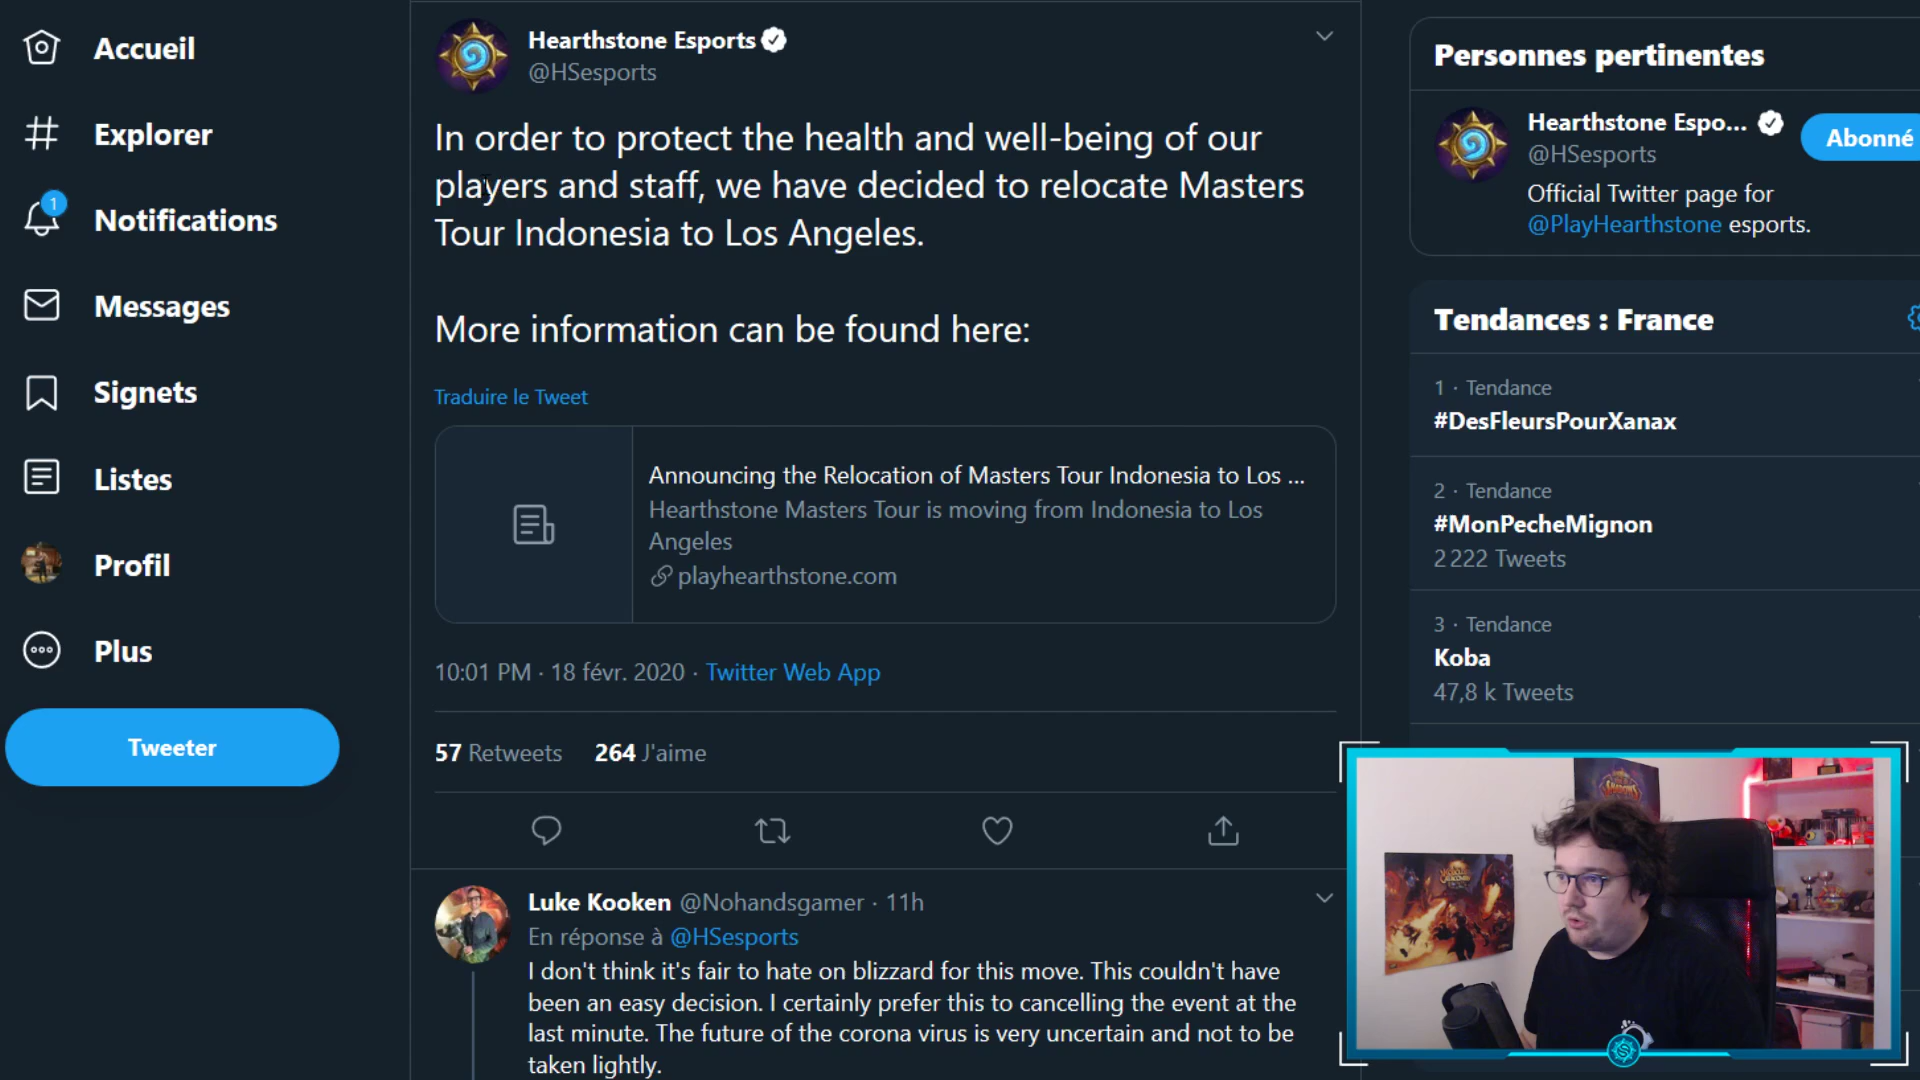 Accueil
Explorer
1
Notifications
Messages
Signets
Listes
Profil
Plus
Tweeter
Hearthstone Esports
@HSesports
In order to protect the health and well-being of our
players and staff, we have decided to relocate Masters
Tour Indonesia to Los Angeles.
More information can be found here:
Traduire le Tweet
Announcing the Relocation of Masters Tour Indonesia to Los ...
Hearthstone Masters Tour is moving from Indonesia to Los
Angeles
playhearthstone.com
10:01 PM · 18 févr. 2020 · Twitter Web App
57 Retweets 264 J'aime
Luke Kooken @Nohandsgamer · 11h
En réponse à @HSesports
I don't think it's fair to hate on blizzard for this move. This couldn't have
been an easy decision. I certainly prefer this to cancelling the event at the
last minute. The future of the corona virus is very uncertain and not to be
taken lightly.
Personnes pertinentes
Hearthstone Espo...
@HSesports
Abonné
Official Twitter page for
@PlayHearthstone esports.
Tendances : France
1 · Tendance
#DesFleursPourXanax
2 · Tendance
#MonPecheMignon
2 222 Tweets
3 · Tendance
Koba
47,8 k Tweets